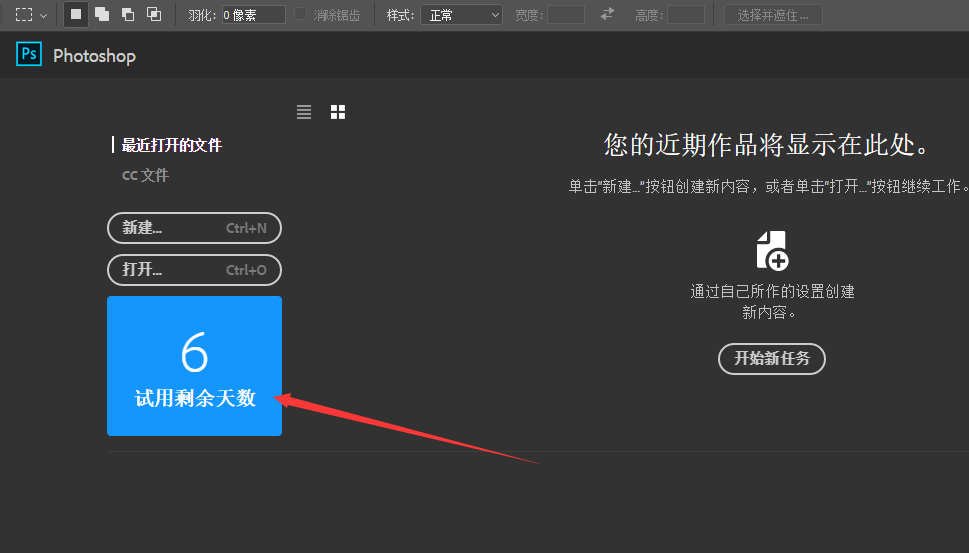 羽化: 0 像素 消除锯齿 样式: 正常 宽度: 高度: 选择并遮住 ...
Ps Photoshop
最近打开的文件
CC 文件
新建... Ctrl+N
打开... Ctrl+O
6
试用剩余天数
您的近期作品将显示在此处。
单击"新建..."按钮创建新内容，或者单击"打开..."按钮继续工作。
通过自己所作的设置创建
新内容。
开始新任务